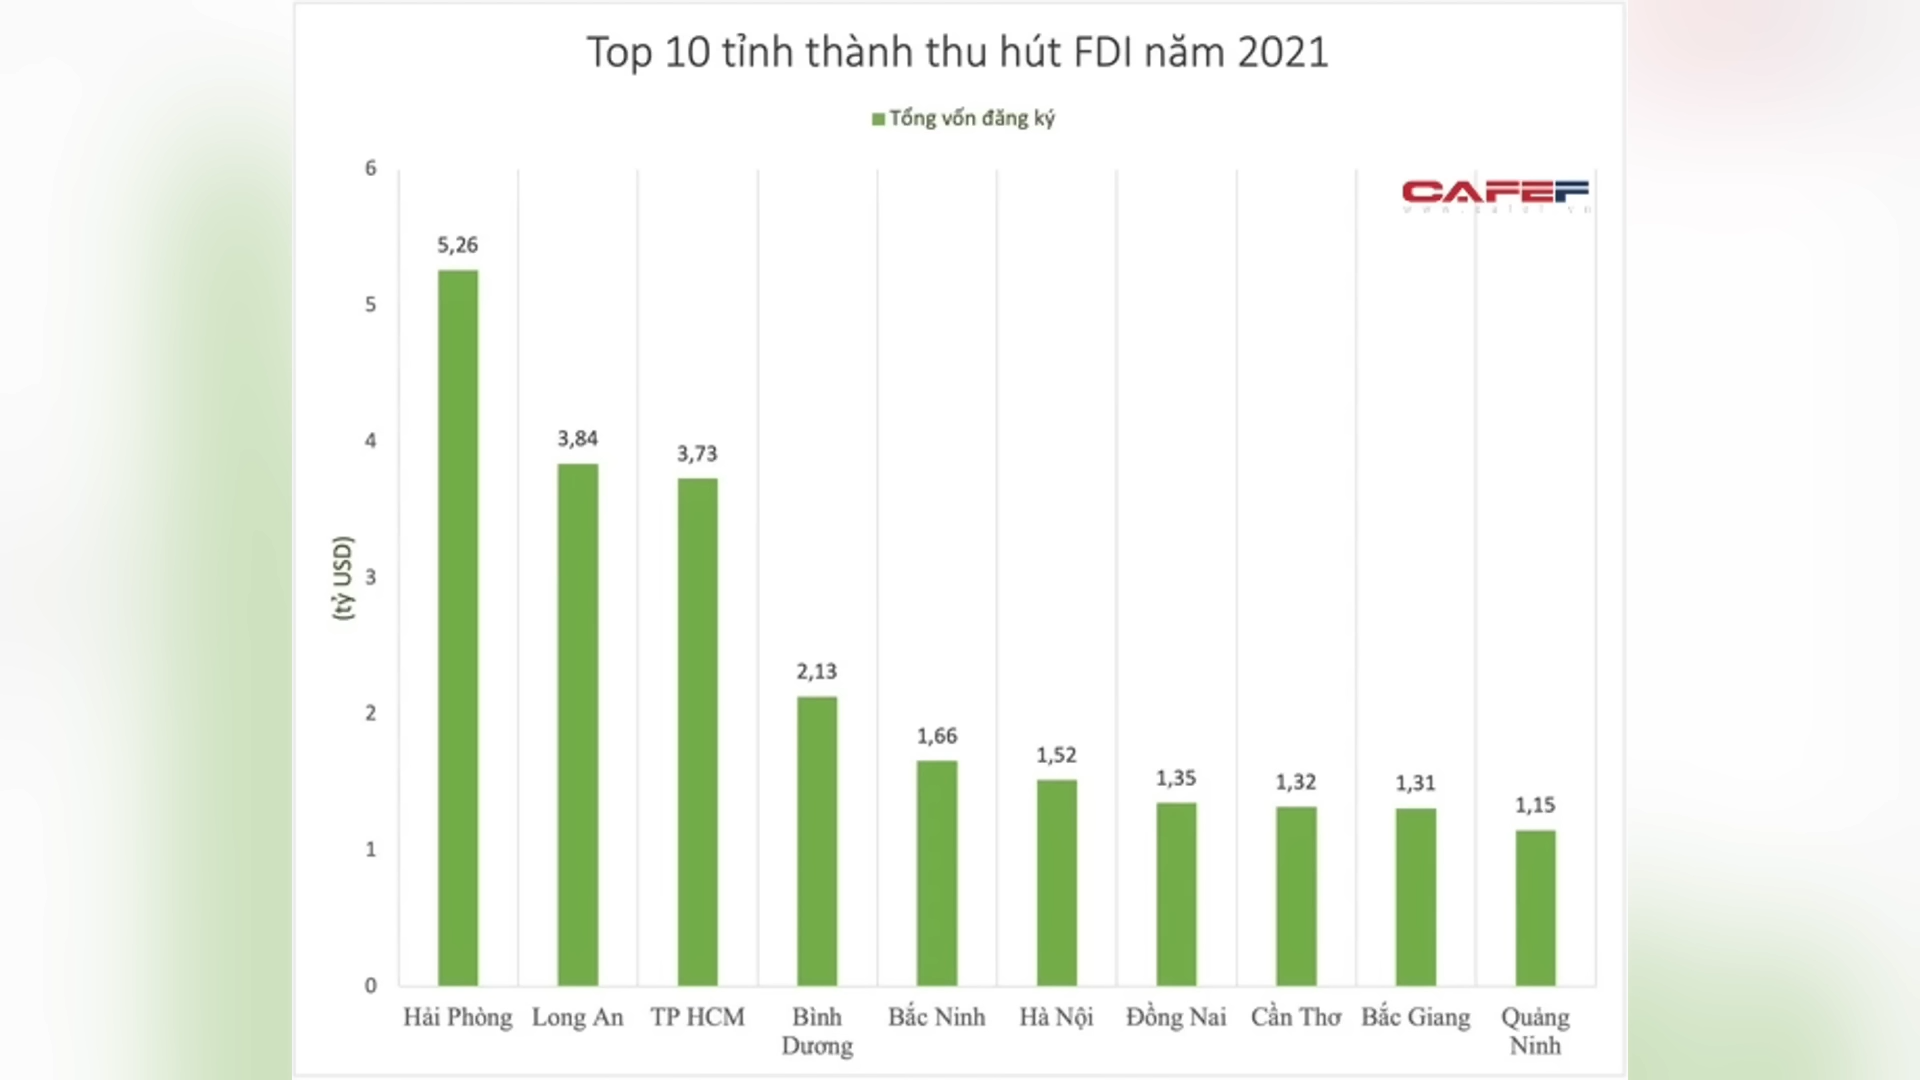 Top 10 tỉnh thành thu hút FDI năm 2021
Tổng vốn đăng ký
CAFEF
www.cafef.vn
(tỷ USD)
6
5
4
3
2
1
0
5,26
3,84
3,73
2,13
1,66
1,52
1,35
1,32
1,31
1,15
Hải Phòng
Long An
TP HCM
Bình
Dương
Bắc Ninh
Hà Nội
Đồng Nai
Cần Thơ
Bắc Giang
Quảng
Ninh